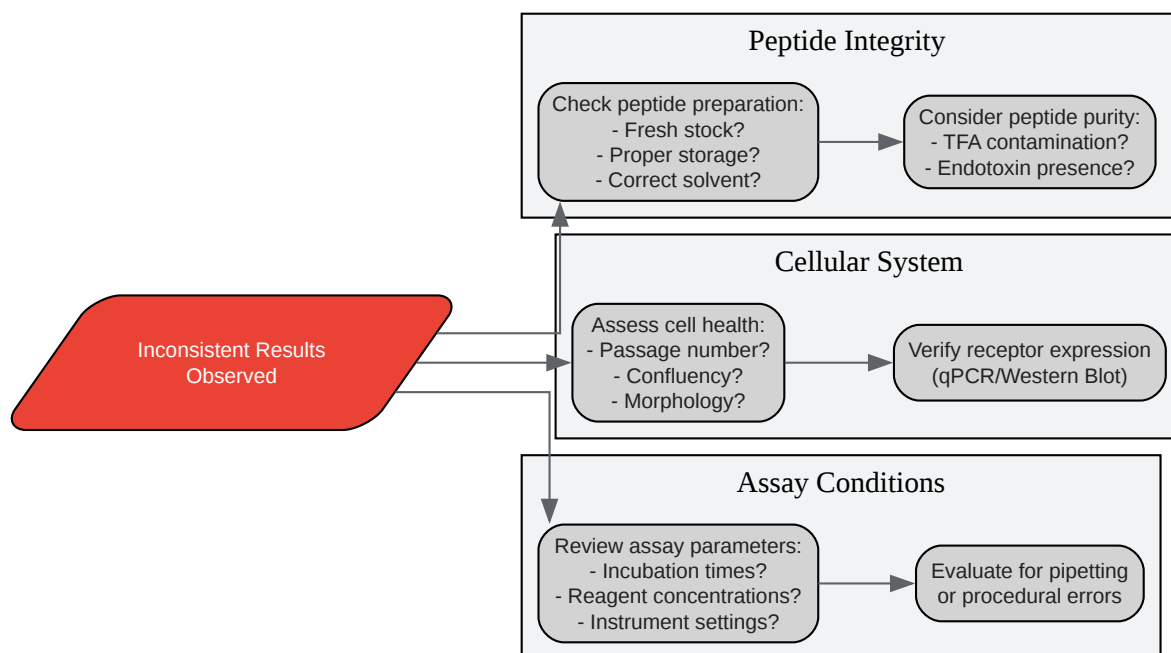 Peptide Integrity
Check peptide preparation:
- Fresh stock?
- Proper storage?
- Correct solvent?
Consider peptide purity:
- TFA contamination?
- Endotoxin presence?
Cellular System
Inconsistent Results
Observed
Assess cell health:
- Passage number?
- Confluency?
- Morphology?
Verify receptor expression
(qPCR/Western Blot)
Assay Conditions
Review assay parameters:
- Incubation times?
- Reagent concentrations?
- Instrument settings?
Evaluate for pipetting
or procedural errors